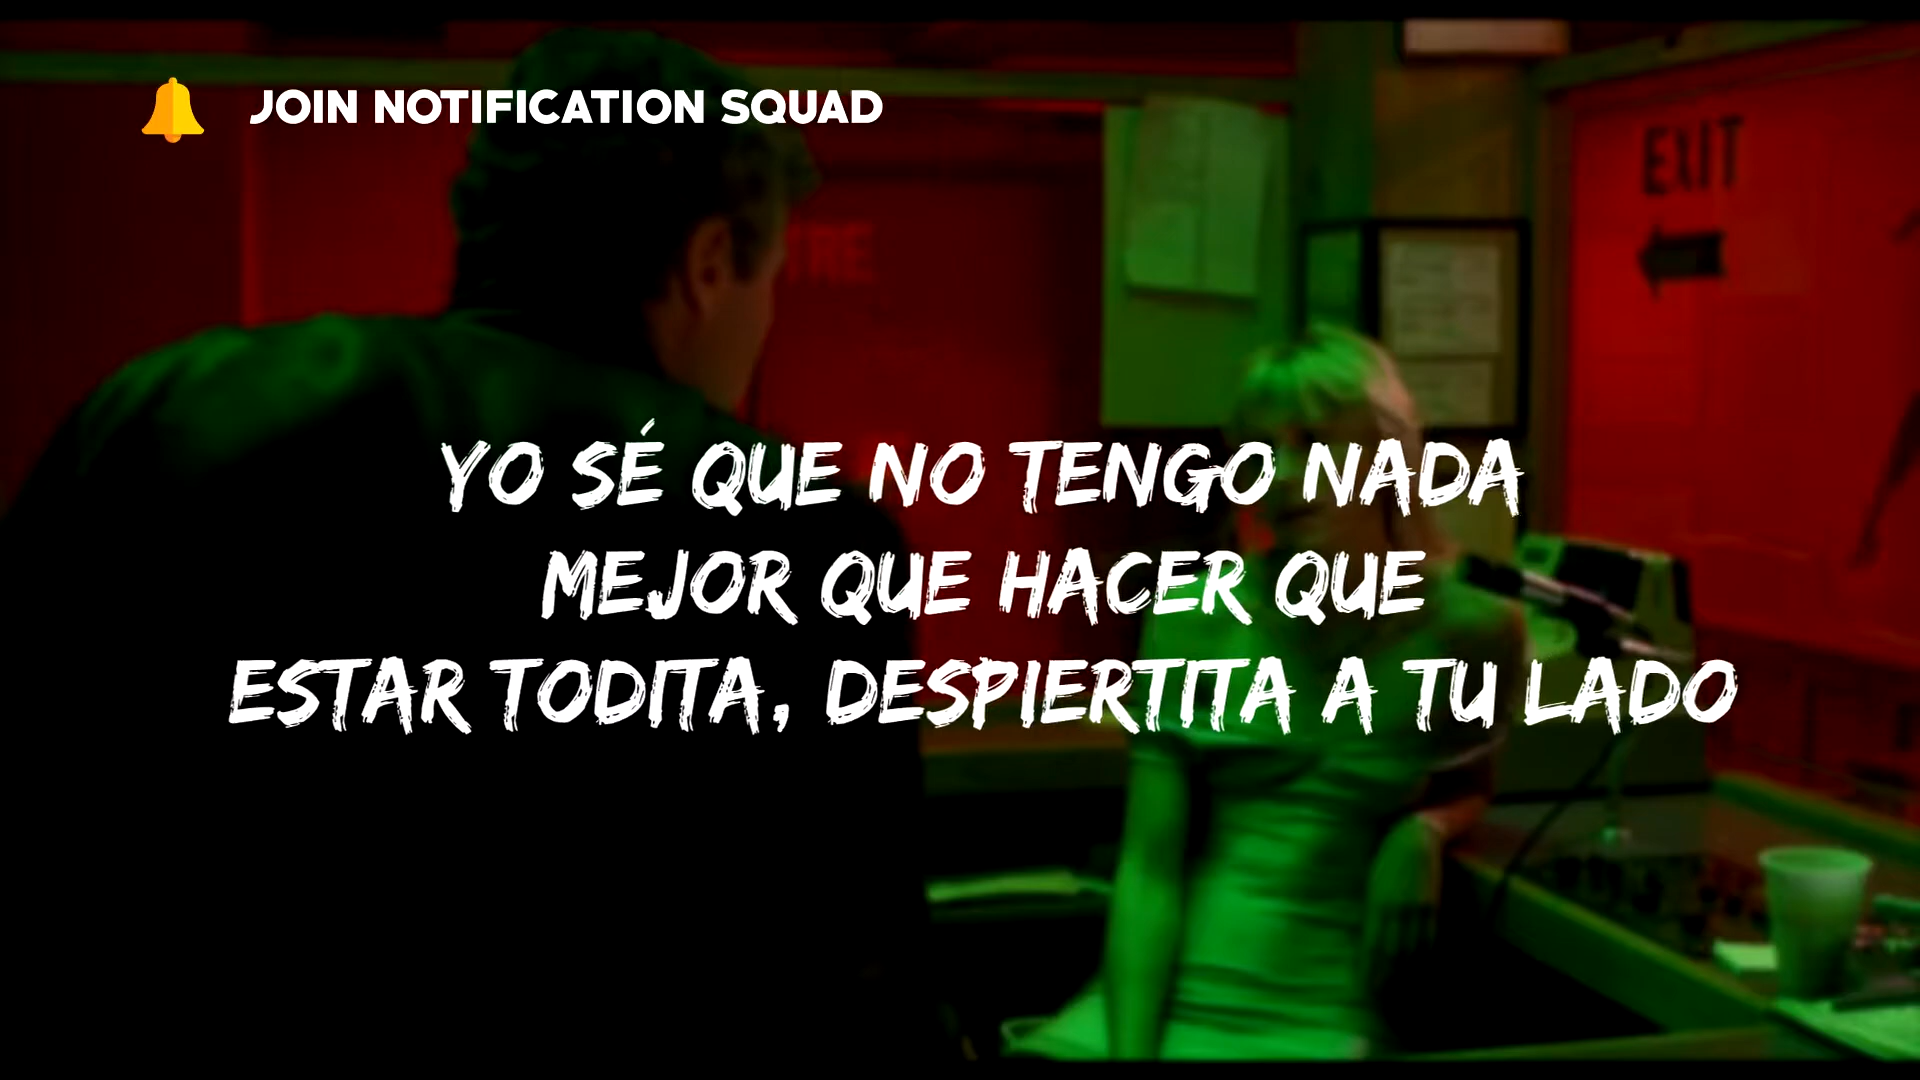 JOIN NOTIFICATION SQUAD
EXIT
YO SÉ QUE NO TENGO NADA
MEJOR QUE HACER QUE
ESTAR TODITA, DESPIERTITA A TU LADO